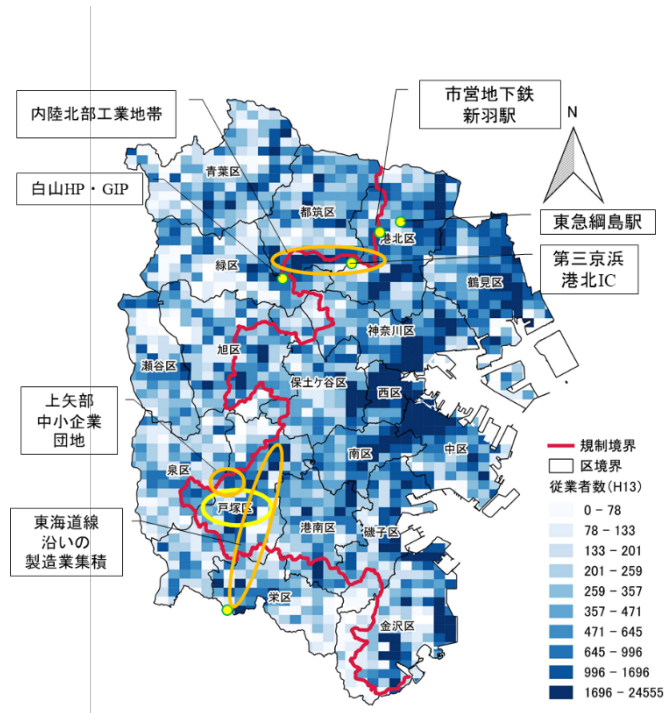 内陸北部工業地帯
白山HP・GIP
市営地下鉄
新羽駅
N
東急綱島駅
第三京浜
港北IC
青葉区
都筑区
港北区
緑区
鶴見区
神奈川区
旭区
瀬谷区
保土ケ谷区
西区
上矢部
中小企業
団地
中区
南区
泉区
戸塚区
港南区
磯子区
東海道線
沿いの
製造業集積
栄区
金沢区
規制境界
区境界
従業者数(H13)
0 - 78
78 - 133
133 - 201
201 - 259
259 - 357
357 - 471
471 - 645
645 - 996
996 - 1696
1696 - 24555